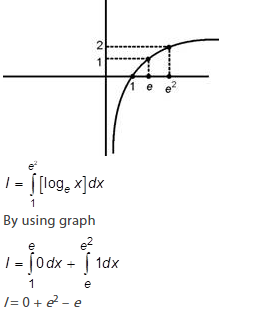 2
1
1 e e²
I = ∫₁^{e²} [logₑ x] dx
By using graph
I = ∫₁^{e} 0 dx + ∫ₑ^{e²} 1dx
I = 0 + e² – e